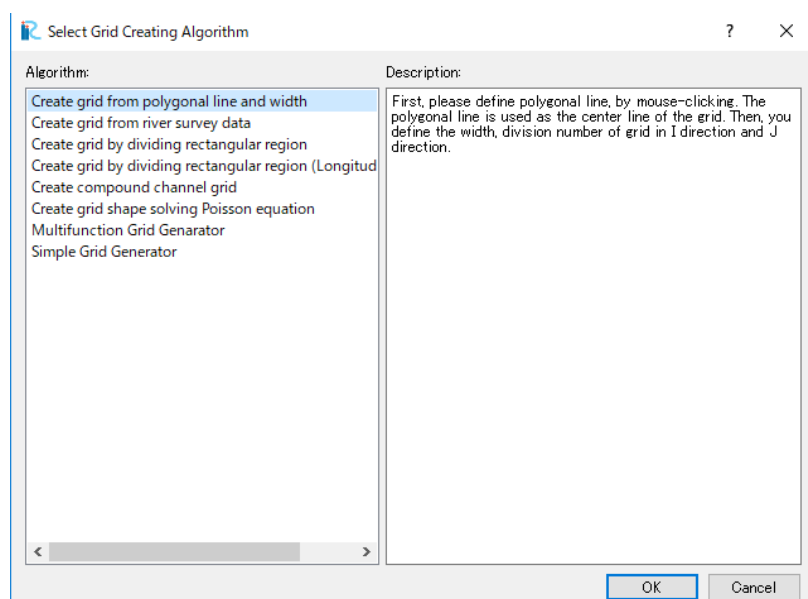 Select Grid Creating Algorithm
Algorithm:
Description:
Create grid from polygonal line and width
Create grid from river survey data
Create grid by dividing rectangular region
Create grid by dividing rectangular region (Longitud
Create compound channel grid
Create grid shape solving Poisson equation
Multifunction Grid Genarator
Simple Grid Generator
First, please define polygonal line, by mouse-clicking. The
polygonal line is used as the center line of the grid. Then, you
define the width, division number of grid in I direction and J
direction.
OK
Cancel